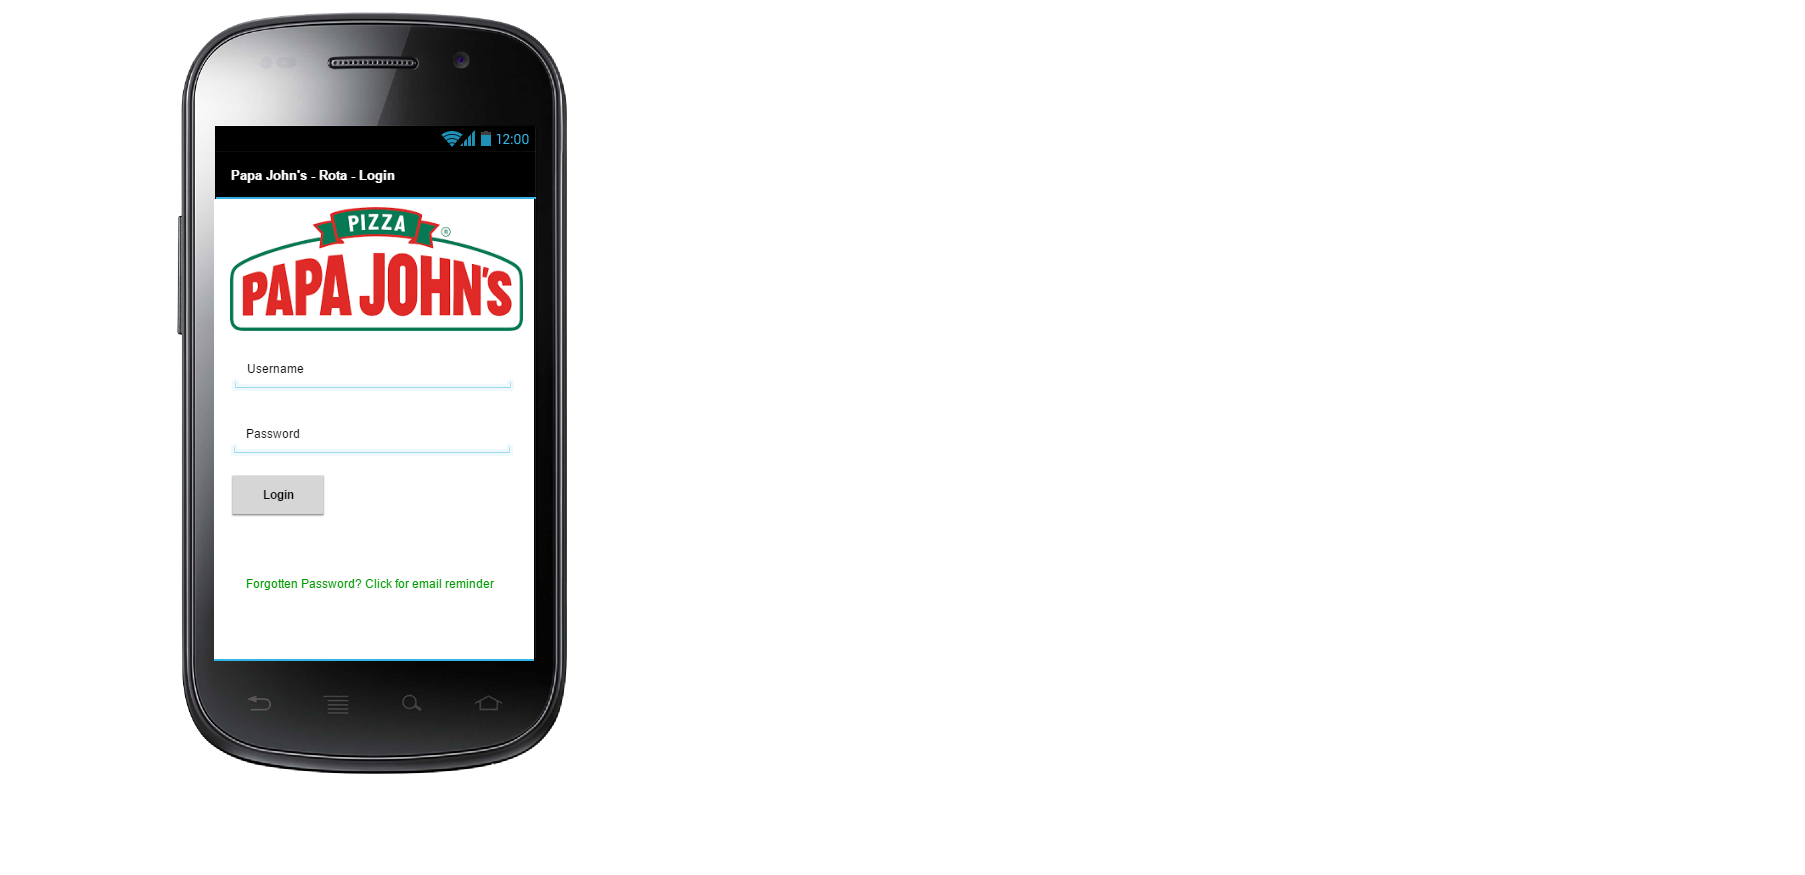 12:00
Papa John's - Rota - Login
PIZZA
®
PAPA JOHN'S
Username
Password
Login
Forgotten Password? Click for email reminder